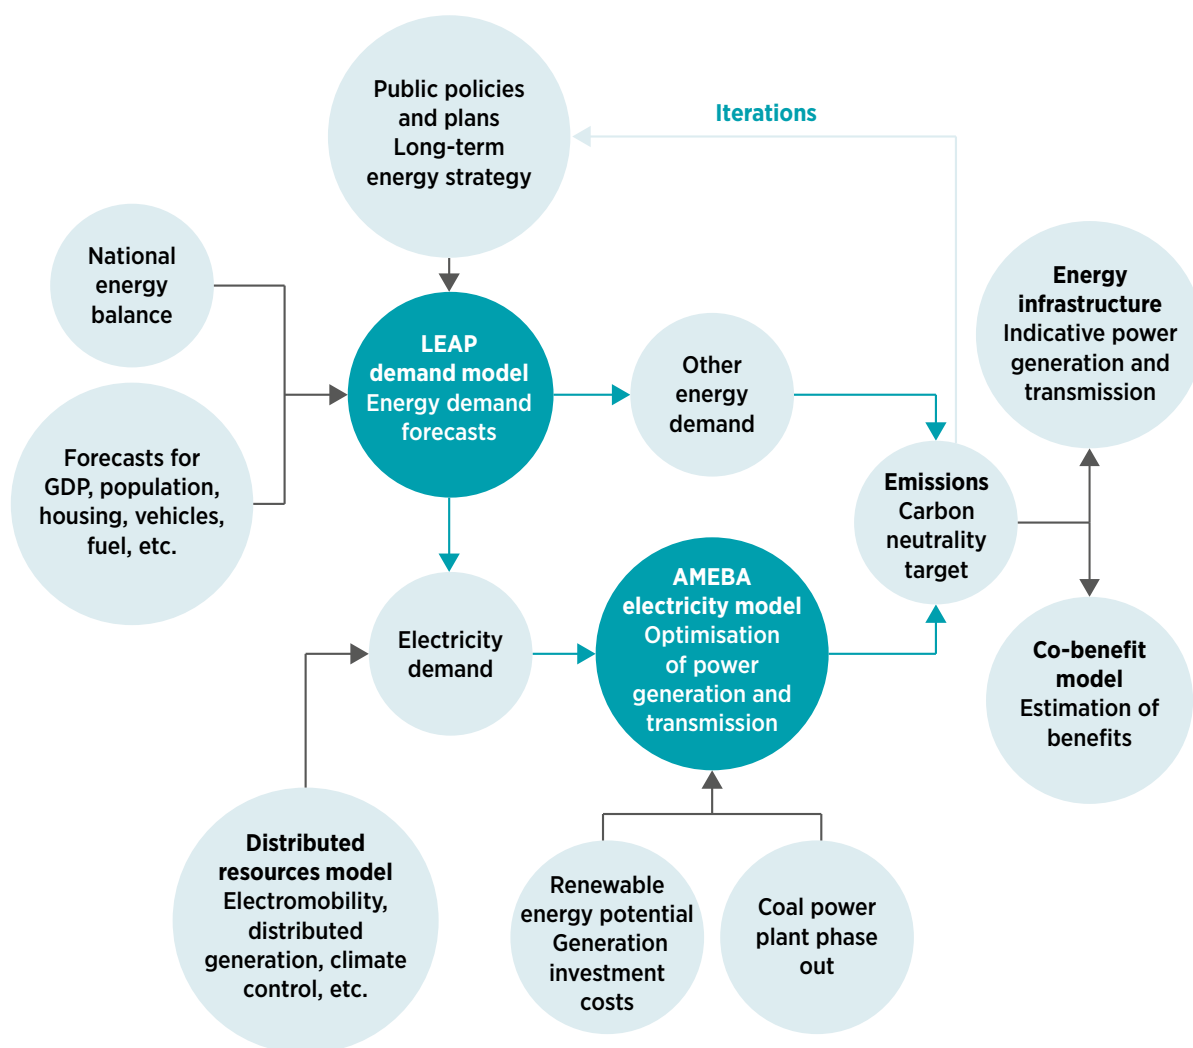 Public policies
and plans
Long-term
energy strategy
Iterations
National
energy
balance
Energy
infrastructure
Indicative power
generation and
transmission
LEAP
demand model
Energy demand
forecasts
Other
energy
demand
Forecasts for
GDP, population,
housing, vehicles,
fuel, etc.
Emissions
Carbon
neutrality
target
AMEBA
electricity model
Optimisation
of power
generation and
transmission
Electricity
demand
Co-benefit
model
Estimation of
benefits
Distributed
resources model
Electromobility,
distributed
generation, climate
control, etc.
Renewable
energy potential
Generation
investment
costs
Coal power
plant phase
out